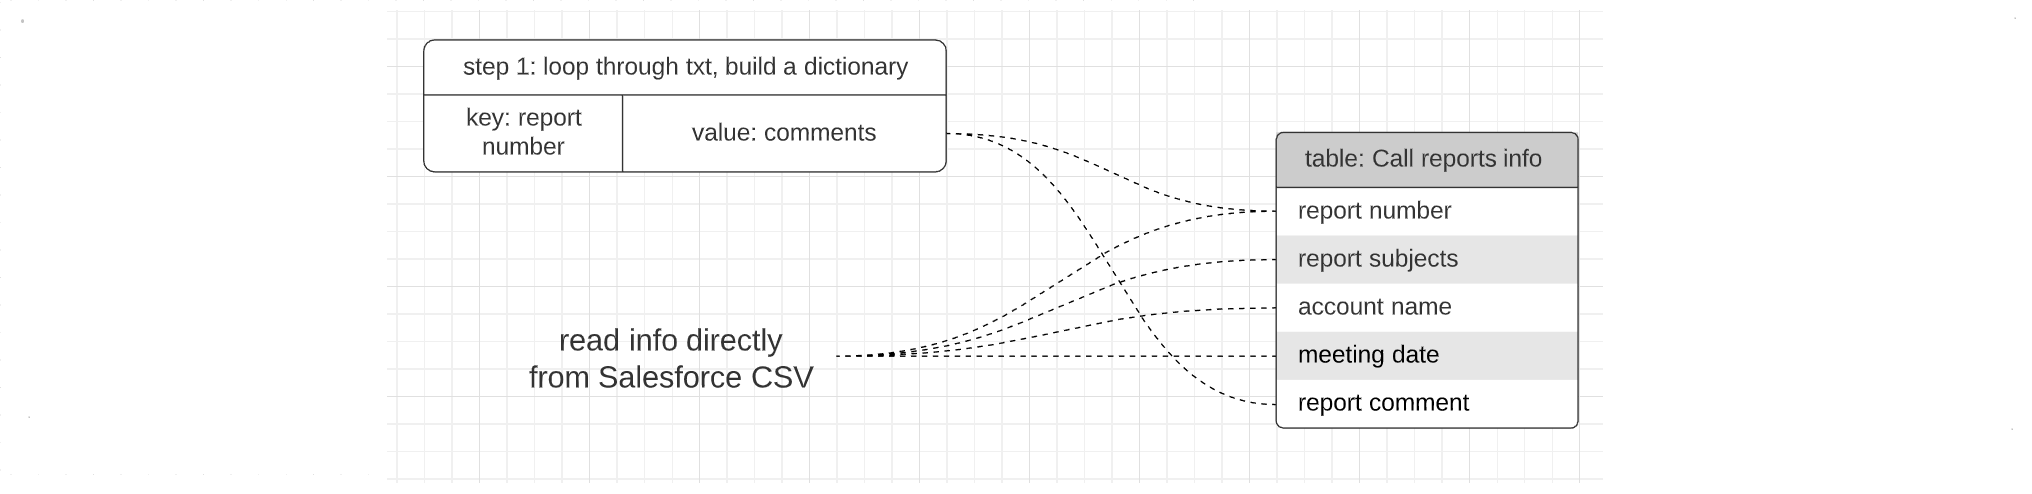 step 1: loop through txt, build a dictionary
key: report
number
value: comments
table: Call reports info
report number
report subjects
account name
meeting date
report comment
read info directly
from Salesforce CSV